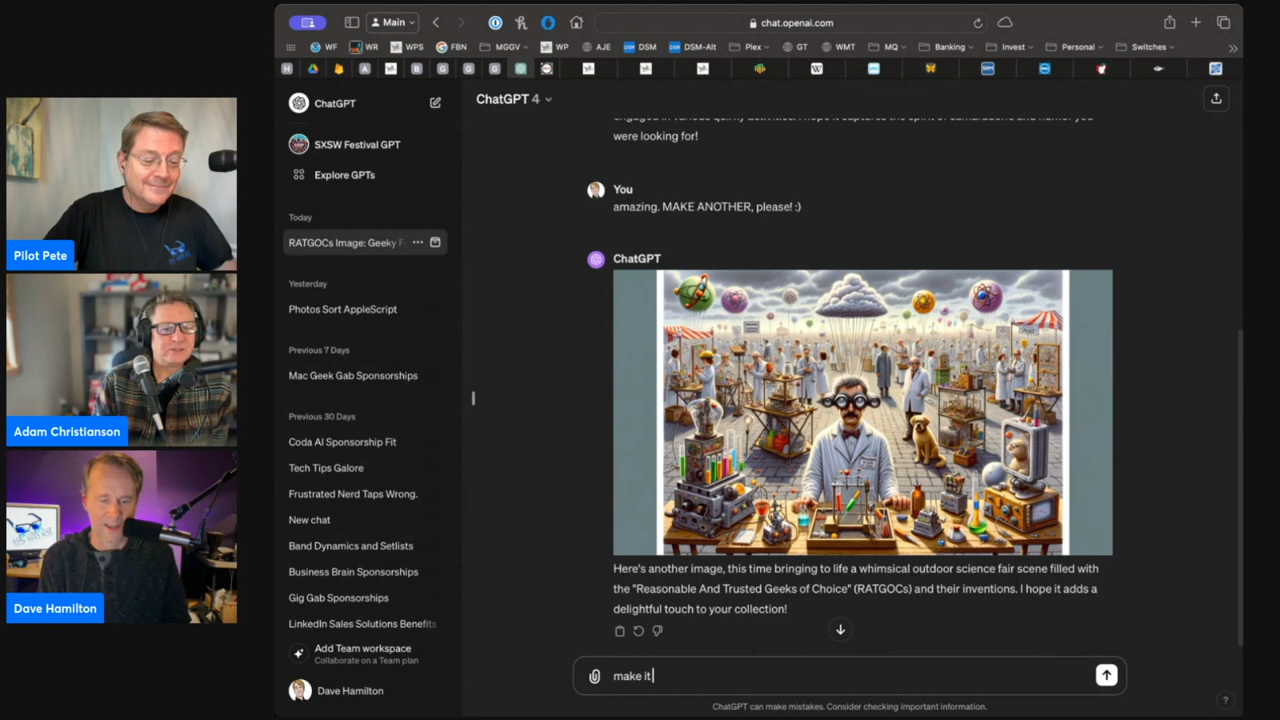 Main
chat.openai.com
WF
WR
WPS
FBN
MGGV
WP
AJE
DSM
DSM-Alt
Plex
GT
WMT
MQ
Banking
Invest
Personal
Switches
ChatGPT
SXSW Festival GPT
Explore GPTs
Today
RATGOCs Image: Geeky
Yesterday
Photos Sort AppleScript
Previous 7 Days
Mac Geek Gab Sponsorships
Previous 30 Days
Coda AI Sponsorship Fit
Tech Tips Galore
Frustrated Nerd Taps Wrong.
New chat
Band Dynamics and Setlists
Business Brain Sponsorships
Gig Gab Sponsorships
LinkedIn Sales Solutions Benefits
Add Team workspace
Collaborate on a Team plan
Dave Hamilton
ChatGPT 4
were looking for!
You
amazing. MAKE ANOTHER, please! :)
ChatGPT
Here's another image, this time bringing to life a whimsical outdoor science fair scene filled with
the "Reasonable And Trusted Geeks of Choice" (RATGOCs) and their inventions. I hope it adds a
delightful touch to your collection!
make it
ChatGPT can make mistakes. Consider checking important information.
?
Pilot Pete
Adam Christianson
Dave Hamilton